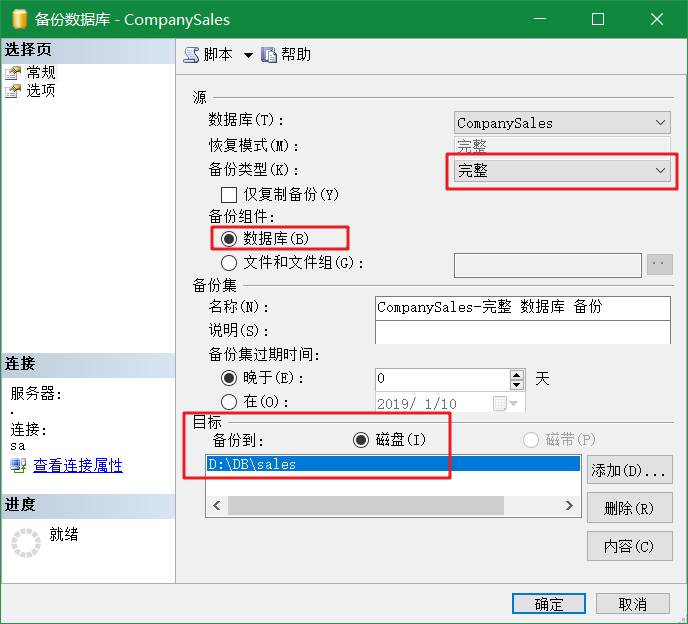 备份数据库 - CompanySales
选择页
常规
选项
脚本 帮助
源
数据库(T):
CompanySales
恢复模式(M):
完整
备份类型(K):
完整
仅复制备份(Y)
备份组件:
数据库(B)
文件和文件组(G):
备份集
名称(N):
CompanySales-完整 数据库 备份
说明(S):
备份集过期时间:
晚于(E):
0
天
在(O):
2019/ 1/10
目标
备份到:
磁盘(I)
磁带(P)
D:\DB\sales
添加(D)...
删除(R)
内容(C)
连接
服务器:
.
连接:
sa
查看连接属性
进度
就绪
确定
取消